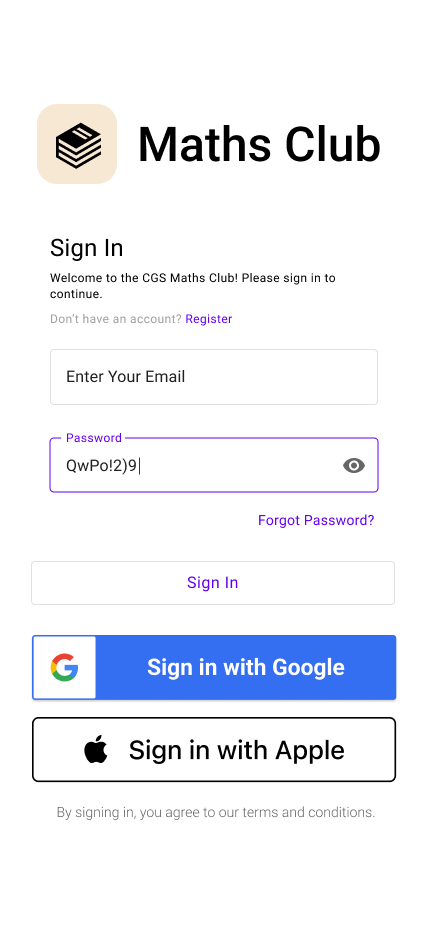 Maths Club
Sign In
Welcome to the CGS Maths Club! Please sign in to
continue.
Don't have an account? Register
Enter Your Email
Password
QwPo!2)9
Forgot Password?
Sign In
Sign in with Google
Sign in with Apple
By signing in, you agree to our terms and conditions.